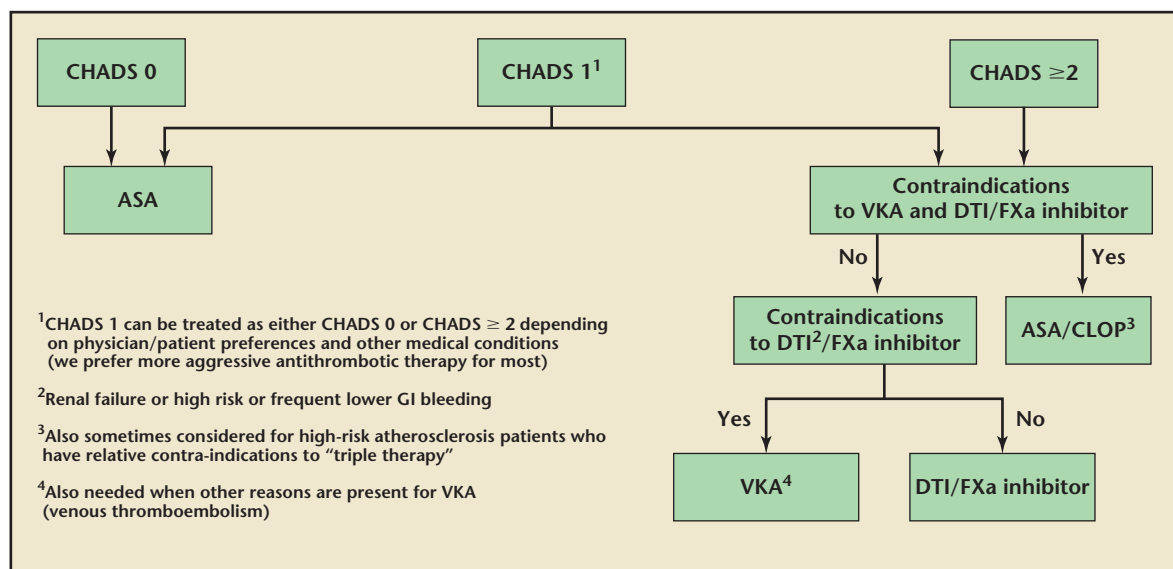 CHADS 0
CHADS 1¹
CHADS ≥2
ASA
Contraindications
to VKA and DTI/FXa inhibitor
No
Yes
Contraindications
to DTI²/FXa inhibitor
ASA/CLOP³
Yes
No
VKA⁴
DTI/FXa inhibitor
¹CHADS 1 can be treated as either CHADS 0 or CHADS ≥ 2 depending
on physician/patient preferences and other medical conditions
(we prefer more aggressive antithrombotic therapy for most)
²Renal failure or high risk or frequent lower GI bleeding
³Also sometimes considered for high-risk atherosclerosis patients who
have relative contra-indications to “triple therapy”
⁴Also needed when other reasons are present for VKA
(venous thromboembolism)